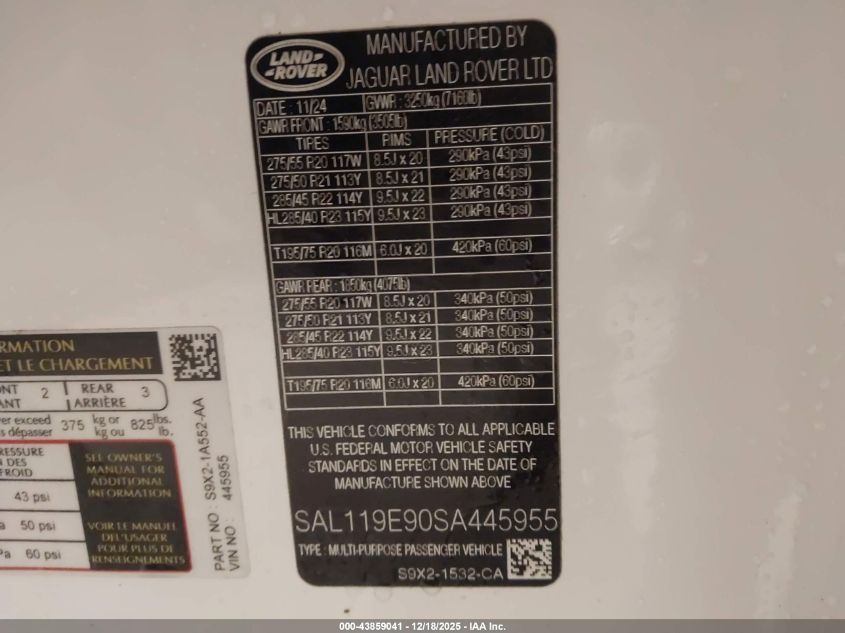 LAND-
-ROVER
MANUFACTURED BY
JAGUAR LAND ROVER LTD
DATE : 11/24 GVWR : 3250kg (7160lb)
GAWR FRONT : 1590kg (3505lb)
TIRES RIMS PRESSURE (COLD)
275/55 R20 117W 8.5J x 20 290kPa (43psi)
275/50 R21 113Y 8.5J x 21 290kPa (43psi)
285/45 R22 114Y 9.5J x 22 290kPa (43psi)
HL285/40 R23 115Y 9.5J x 23 290kPa (43psi)
T195/75 R20 116M 6.0J x 20 420kPa (60psi)
GAWR REAR : 1850kg (4075lb)
275/55 R20 117W 8.5J x 20 340kPa (50psi)
275/50 R21 113Y 8.5J x 21 340kPa (50psi)
285/45 R22 114Y 9.5J x 22 340kPa (50psi)
HL285/40 R23 115Y 9.5J x 23 340kPa (50psi)
T195/75 R20 116M 6.0J x 20 420kPa (60psi)
THIS VEHICLE CONFORMS TO ALL APPLICABLE
U.S. FEDERAL MOTOR VEHICLE SAFETY
STANDARDS IN EFFECT ON THE DATE OF
MANUFACTURE SHOWN ABOVE
SAL119E90SA445955
TYPE : MULTI-PURPOSE PASSENGER VEHICLE
S9X2-1532-CA
ORMATION
ET LE CHARGEMENT
ONT 2 REAR 3
ANT ARRIÈRE
ver exceed 375 kg or 825 lbs.
s dépasser kg ou lb.
RESSURE
N DES
FROID
43 psi
a 50 psi
Pa 60 psi
SEE OWNER'S
MANUAL FOR
ADDITIONAL
INFORMATION
VOIR LE MANUEL
DE L'USAGER
POUR PLUS DE
RENSEIGNEMENTS
PART NO : S9X2-1A552-AA
VIN NO : 445955
000-43859041 - 12/18/2025 - IAA Inc.